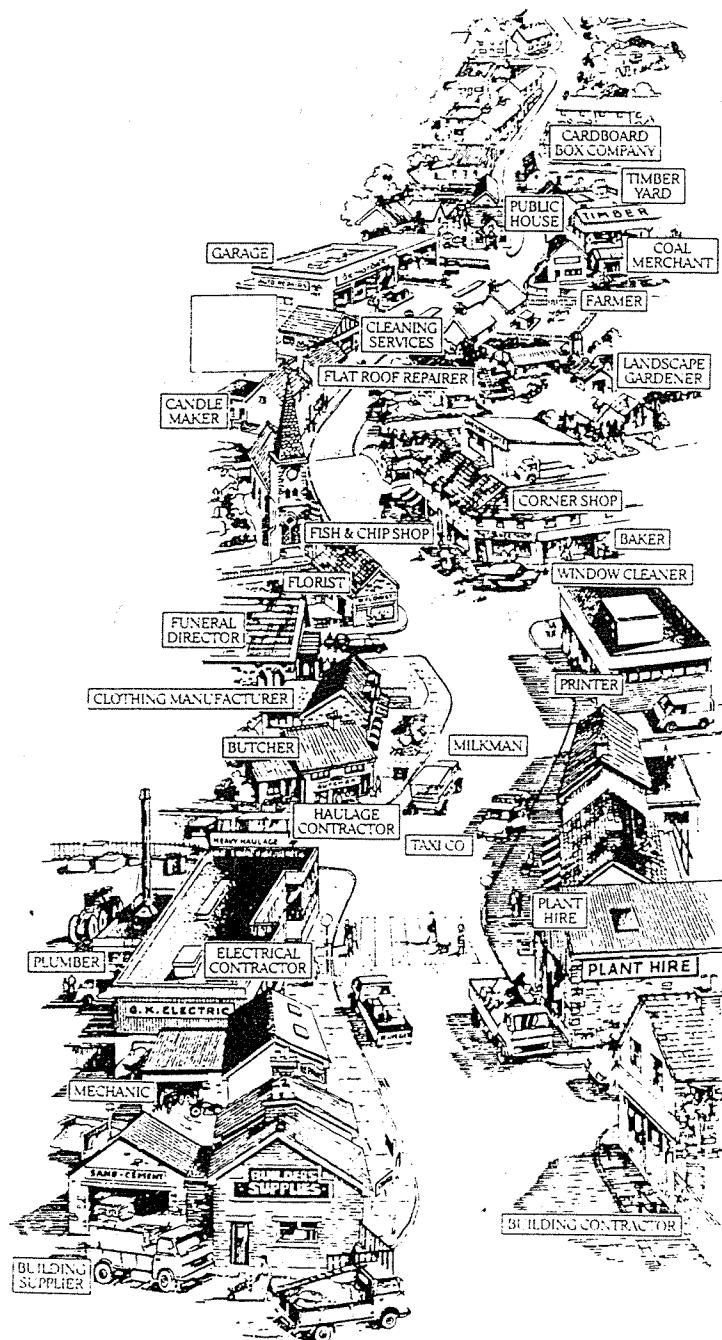 CARDBOARD
BOX COMPANY
TIMBER
YARD
PUBLIC
HOUSE
TIMBER
GARAGE
COAL
MERCHANT
AUTO REPAIRS
FARMER
CLEANING
SERVICES
FLAT ROOF REPAIRER
LANDSCAPE
GARDENER
CANDLE
MAKER
CORNER SHOP
FISH & CHIP SHOP
BAKER
FLORIST
WINDOW CLEANER
FLORIST
FUNERAL
DIRECTOR
PRINTER
CLOTHING MANUFACTURER
BUTCHER
MILKMAN
HAULAGE
CONTRACTOR
HEAVY HAULAGE
TAXI CO
PLANT
HIRE
PLUMBER
ELECTRICAL
CONTRACTOR
PLANT HIRE
G.K. ELECTRIC
MECHANIC
SAND-CEMENT
BUILDERS
SUPPLIES
BUILDING CONTRACTOR
BUILDING
SUPPLIER